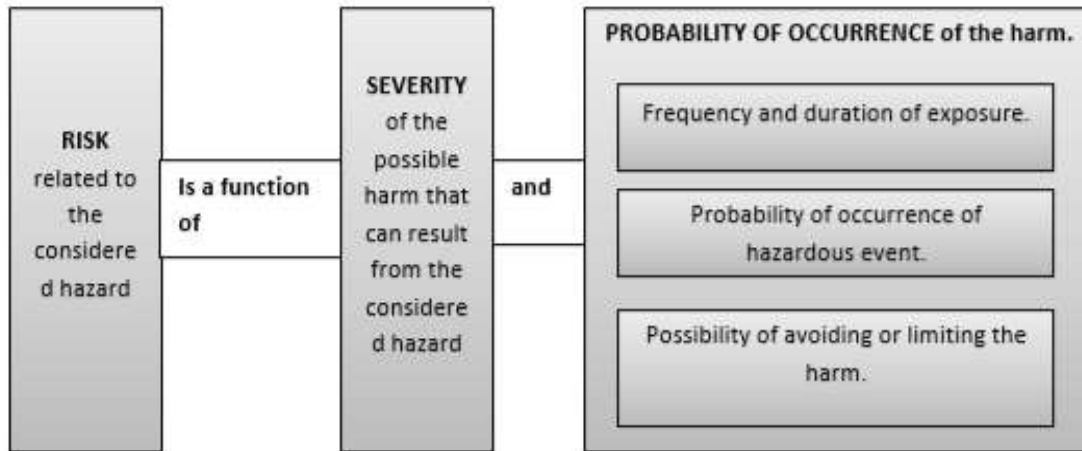 RISK
related to
the
considere
d hazard
Is a function
of
SEVERITY
of the
possible
harm that
can result
from the
considere
d hazard
and
PROBABILITY OF OCCURRENCE of the harm.
Frequency and duration of exposure.
Probability of occurrence of
hazardous event.
Possibility of avoiding or limiting the
harm.